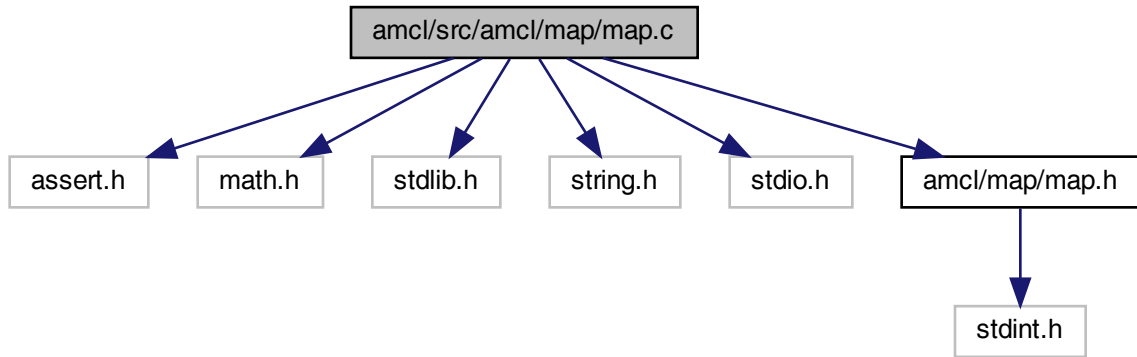 amcl/src/amcl/map/map.c
assert.h
math.h
stdlib.h
string.h
stdio.h
amcl/map/map.h
stdint.h